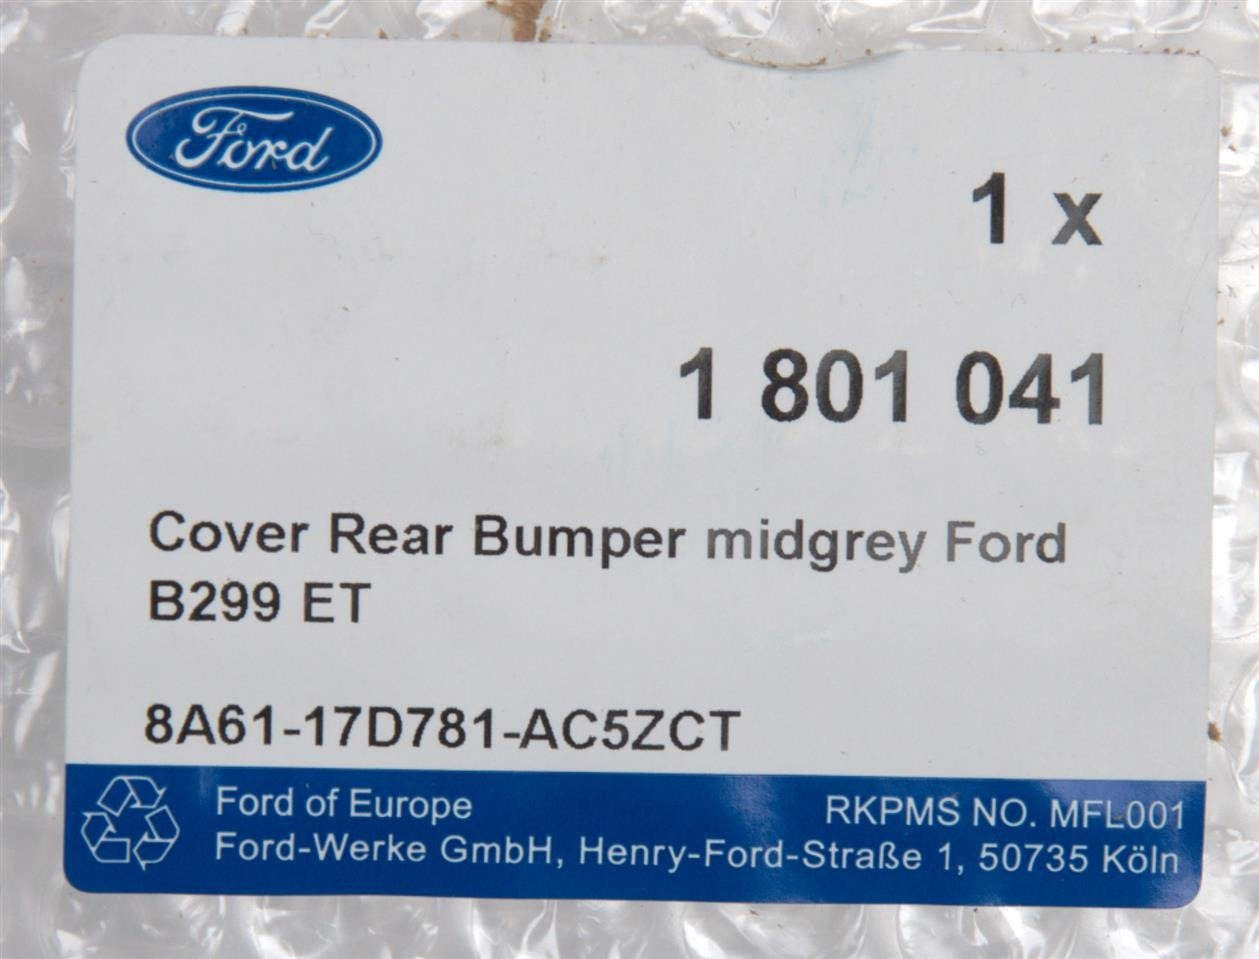 Ford
1 x
1 801 041
Cover Rear Bumper midgrey Ford
B299 ET
8A61-17D781-AC5ZCT
Ford of Europe
RKPMS NO. MFL001
Ford-Werke GmbH, Henry-Ford-Straße 1, 50735 Köln